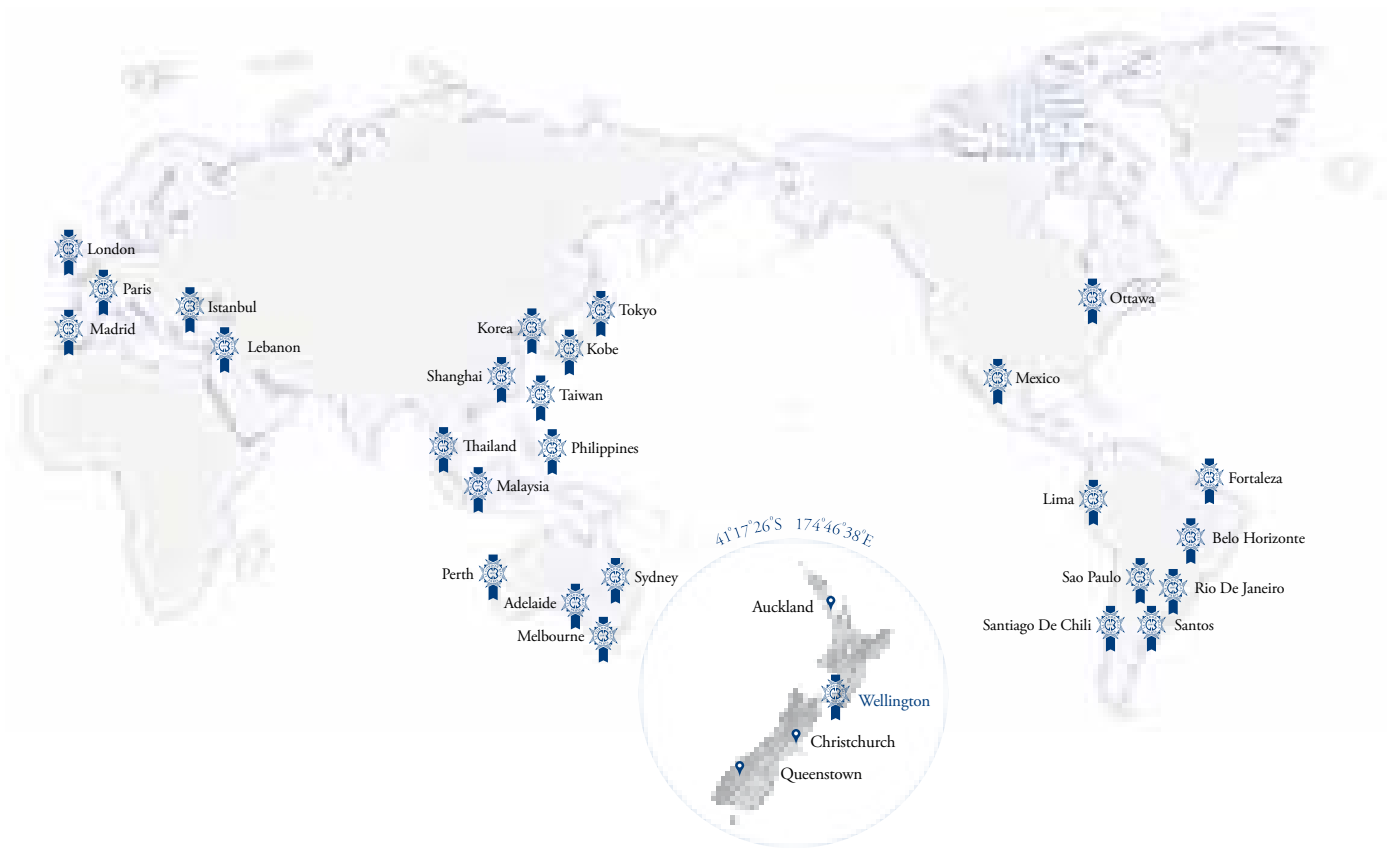 London
Paris
Madrid
Istanbul
Lebanon
Korea
Tokyo
Kobe
Shanghai
Taiwan
Thailand
Philippines
Malaysia
Perth
Sydney
Adelaide
Melbourne
41°17'26"S 174°46'38"E
Auckland
Wellington
Christchurch
Queenstown
Ottawa
Mexico
Fortaleza
Lima
Belo Horizonte
Sao Paulo
Rio De Janeiro
Santiago De Chili
Santos